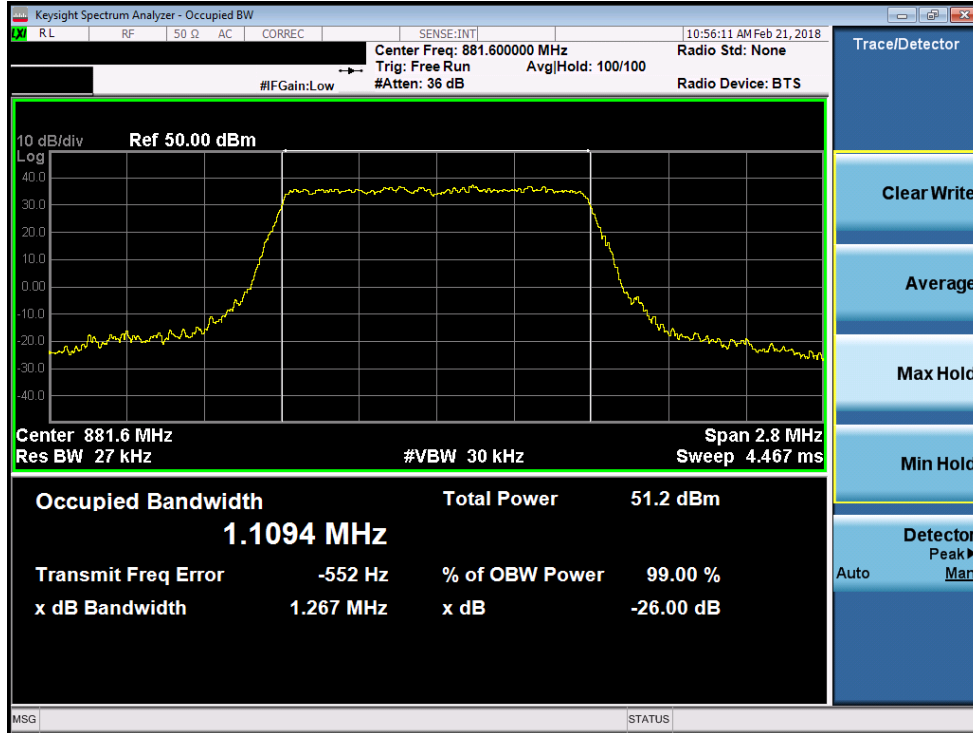 Keysight Spectrum Analyzer - Occupied BW
LXI RL RF 50 Ω AC CORREC SENSE:INT 10:56:11 AM Feb 21, 2018
Center Freq: 881.600000 MHz Radio Std: None
Trig: Free Run Avg|Hold: 100/100
#IFGain:Low #Atten: 36 dB Radio Device: BTS
10 dB/div Ref 50.00 dBm
Log
40.0
30.0
20.0
10.0
0.00
-10.0
-20.0
-30.0
-40.0
Center 881.6 MHz Span 2.8 MHz
Res BW 27 kHz #VBW 30 kHz Sweep 4.467 ms
Occupied Bandwidth Total Power 51.2 dBm
1.1094 MHz
Transmit Freq Error -552 Hz % of OBW Power 99.00 %
x dB Bandwidth 1.267 MHz x dB -26.00 dB
MSG STATUS
Trace/Detector
Clear Write
Average
Max Hold
Min Hold
Detector
Peak▶
Auto Man